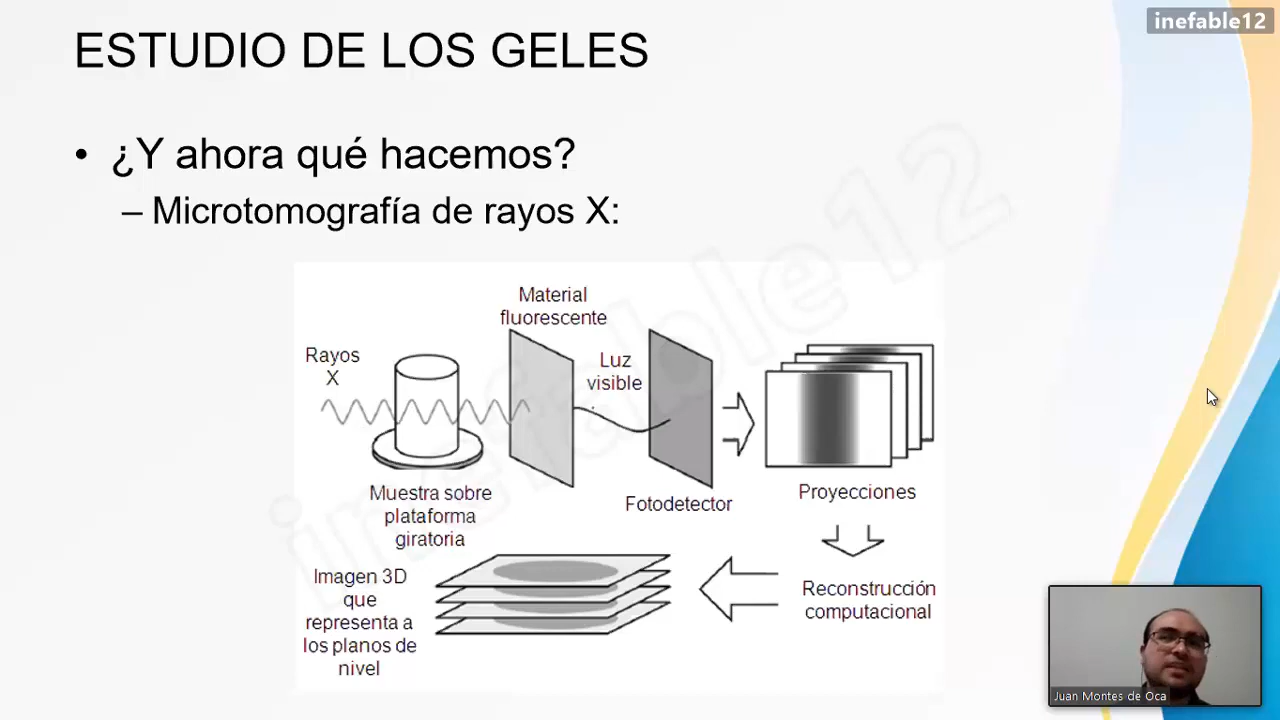 inefable12
ESTUDIO DE LOS GELES
• ¿Y ahora qué hacemos?
– Microtomografía de rayos X:
Material
fluorescente
Rayos
X
Luz
visible
Muestra sobre
plataforma
giratoria
Fotodetector
Proyecciones
Reconstrucción
computacional
Imagen 3D
que
representa a
los planos de
nivel
inefable12
Juan Montes de Oca